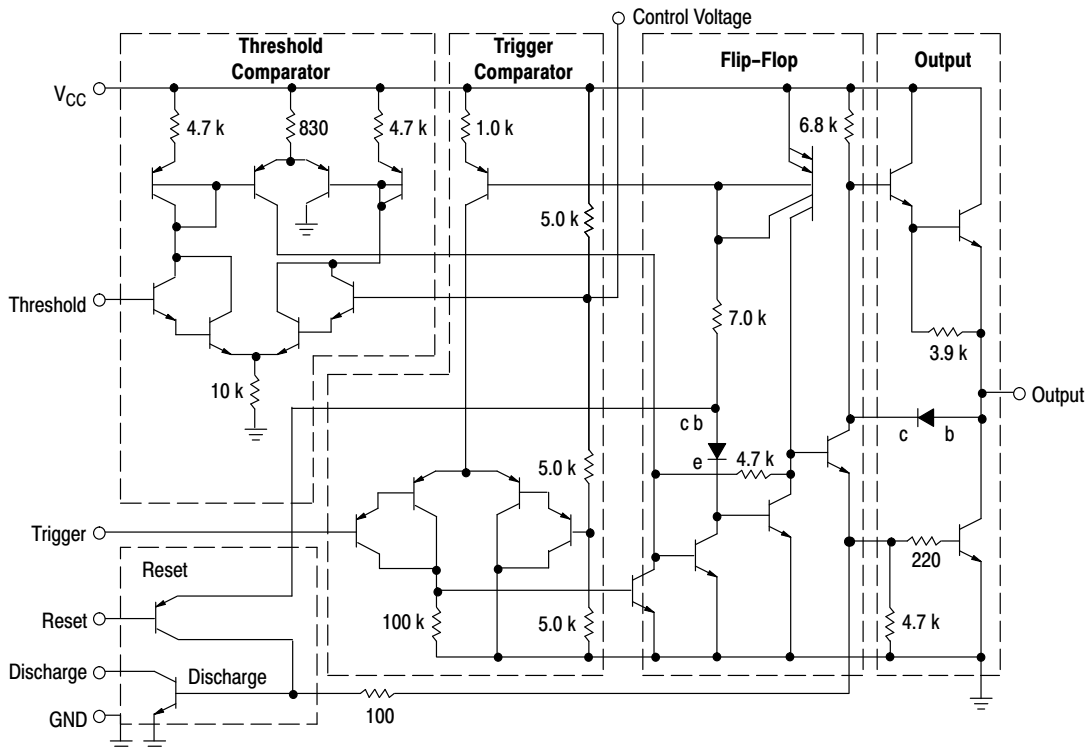 Control Voltage
Threshold
Comparator
Trigger
Comparator
Flip–Flop
Output
VCC
4.7 k
830
4.7 k
1.0 k
6.8 k
5.0 k
Threshold
7.0 k
3.9 k
10 k
Output
c b
c
b
e
4.7 k
5.0 k
Trigger
220
Reset
Reset
100 k
5.0 k
4.7 k
Discharge
Discharge
100
GND